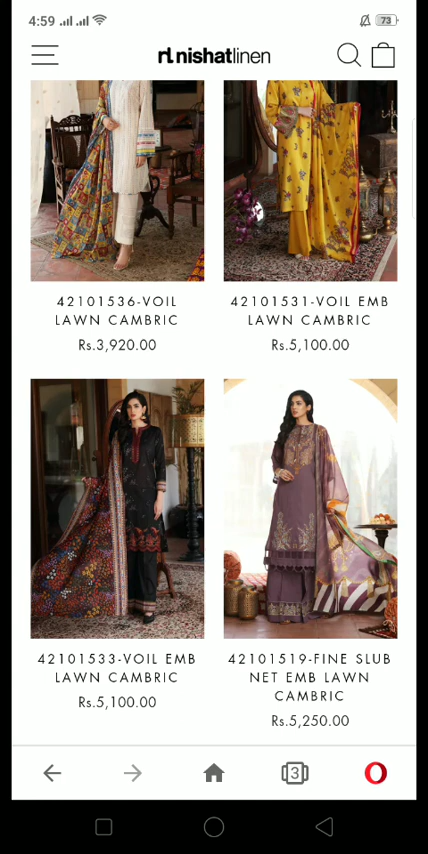 4:59
73
nishatlinen
42101536-VOIL
LAWN CAMBRIC
Rs.3,920.00
42101531-VOIL EMB
LAWN CAMBRIC
Rs.5,100.00
42101533-VOIL EMB
LAWN CAMBRIC
Rs.5,100.00
42101519-FINE SLUB
NET EMB LAWN
CAMBRIC
Rs.5,250.00
3